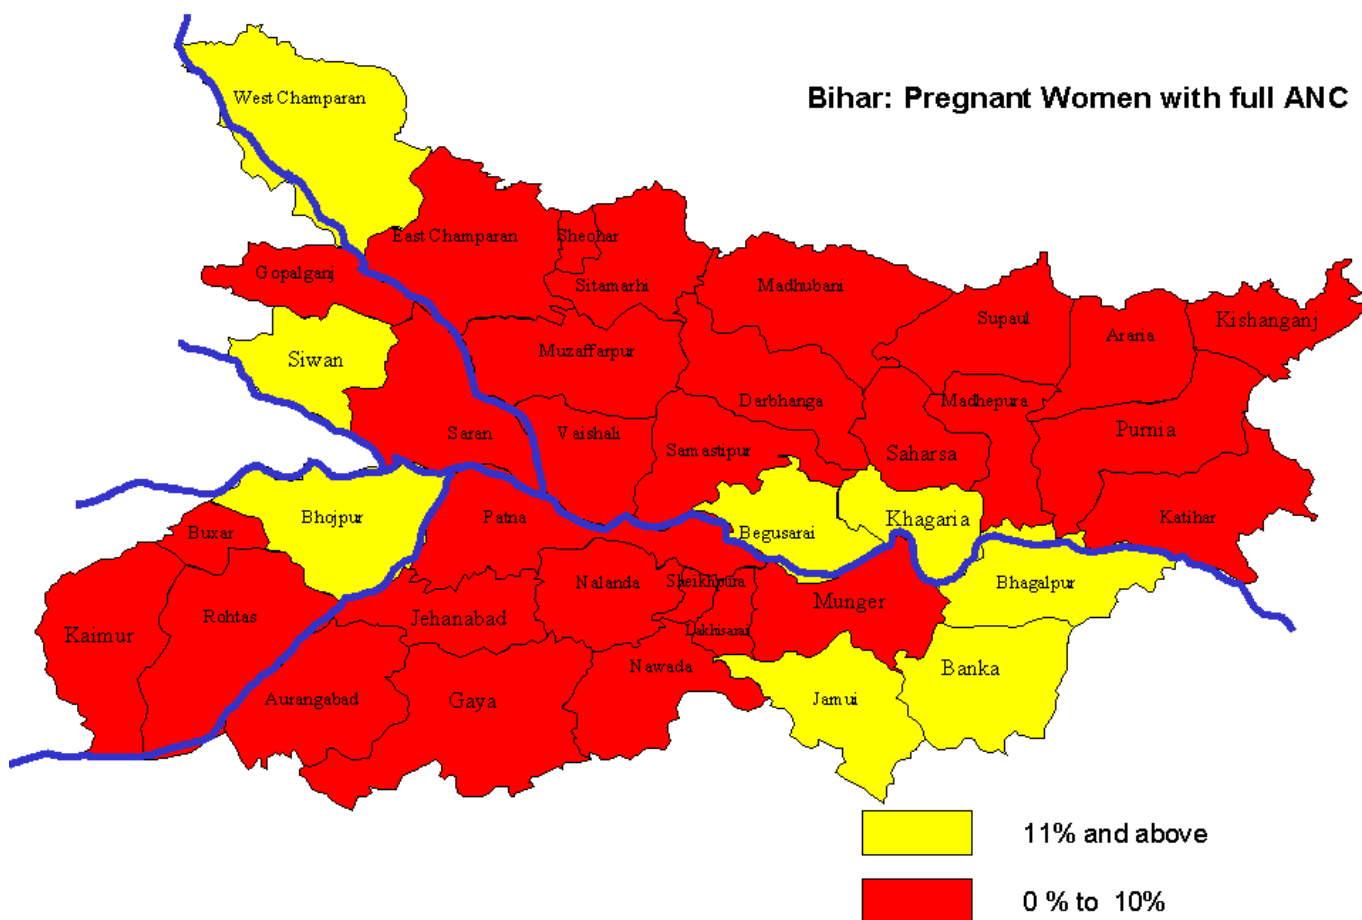 Bihar: Pregnant Women with full ANC
West Champaran
East Champaran
Sheohar
Gopalganj
Sitamarhi
Madhubani
Supaul
Araria
Kishanganj
Siwan
Muzaffarpur
Darbhanga
Madhepura
Saran
Vaishali
Samastipur
Saharsa
Purnia
Bhojpur
Patna
Begusarai
Khagaria
Katihar
Buxar
Nalanda
Sheikhpura
Bhagalpur
Kaimur
Rohtas
Jehanabad
Lakhisarai
Munger
Aurangabad
Gaya
Nawada
Jamui
Banka
11% and above
0 % to 10%